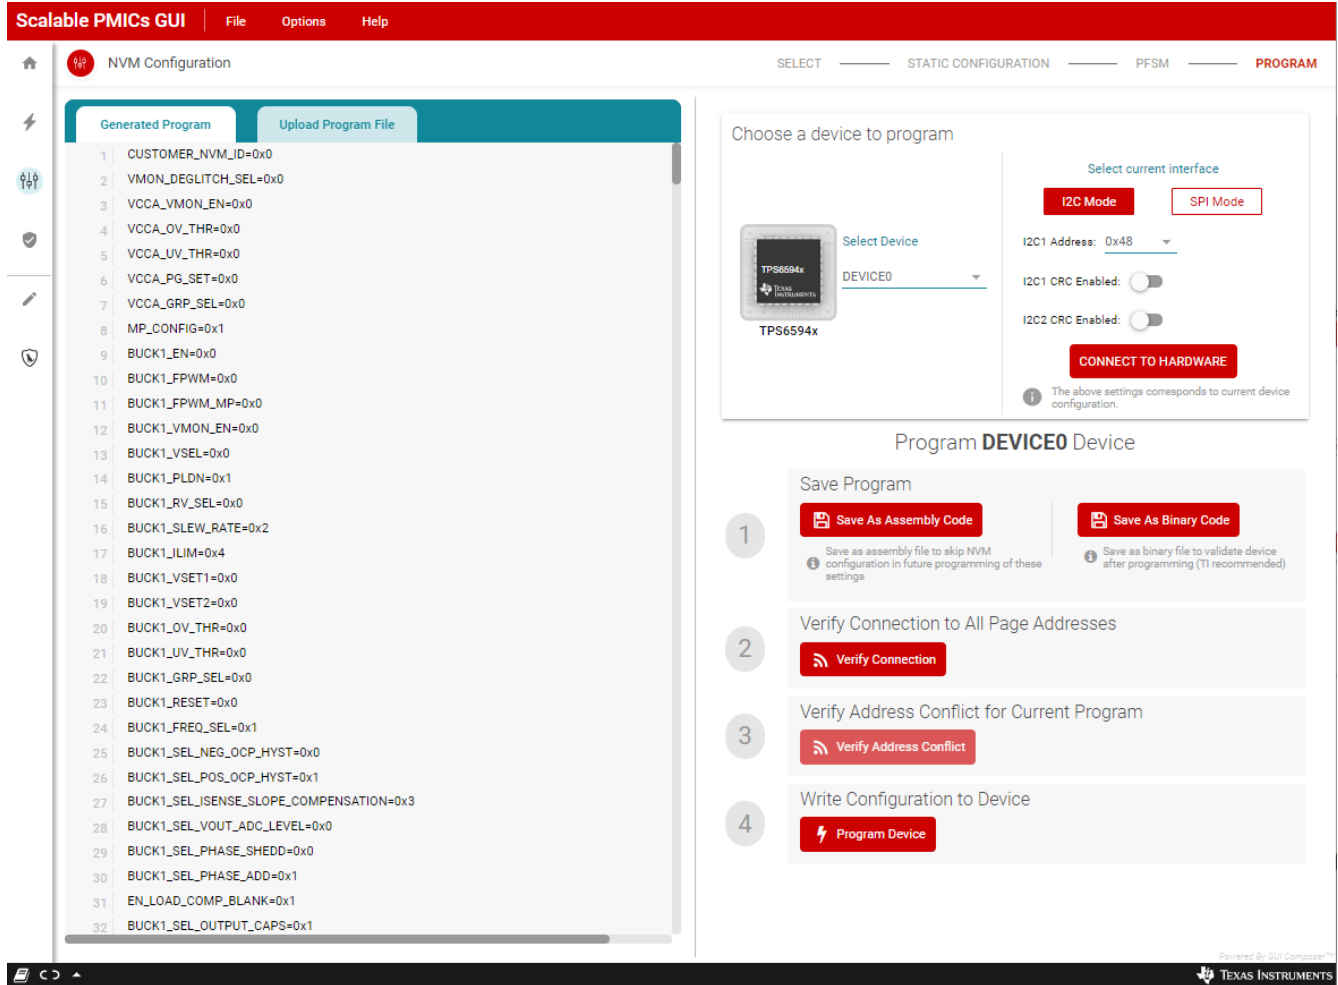 Scalable PMICs GUI File Options Help
NVM Configuration
SELECT STATIC CONFIGURATION PFSM PROGRAM
Generated Program Upload Program File
1 CUSTOMER_NVM_ID=0x0
2 VMON_DEGLITCH_SEL=0x0
3 VCCA_VMON_EN=0x0
4 VCCA_OV_THR=0x0
5 VCCA_UV_THR=0x0
6 VCCA_PG_SET=0x0
7 VCCA_GRP_SEL=0x0
8 MP_CONFIG=0x1
9 BUCK1_EN=0x0
10 BUCK1_FPWM=0x0
11 BUCK1_FPWM_MP=0x0
12 BUCK1_VMON_EN=0x0
13 BUCK1_VSEL=0x0
14 BUCK1_PLDN=0x1
15 BUCK1_RV_SEL=0x0
16 BUCK1_SLEW_RATE=0x2
17 BUCK1_ILIM=0x4
18 BUCK1_VSET1=0x0
19 BUCK1_VSET2=0x0
20 BUCK1_OV_THR=0x0
21 BUCK1_UV_THR=0x0
22 BUCK1_GRP_SEL=0x0
23 BUCK1_RESET=0x0
24 BUCK1_FREQ_SEL=0x1
25 BUCK1_SEL_NEG_OCP_HYST=0x0
26 BUCK1_SEL_POS_OCP_HYST=0x1
27 BUCK1_SEL_ISENSE_SLOPE_COMPENSATION=0x3
28 BUCK1_SEL_VOUT_ADC_LEVEL=0x0
29 BUCK1_SEL_PHASE_SHEDD=0x0
30 BUCK1_SEL_PHASE_ADD=0x1
31 EN_LOAD_COMP_BLANK=0x1
32 BUCK1_SEL_OUTPUT_CAPS=0x1
Choose a device to program
TPS6594x
TEXAS INSTRUMENTS
TPS6594x
Select Device
DEVICE0
Select current interface
I2C Mode SPI Mode
I2C1 Address: 0x48
I2C1 CRC Enabled:
I2C2 CRC Enabled:
CONNECT TO HARDWARE
The above settings corresponds to current device
configuration.
Program DEVICE0 Device
1
Save Program
Save As Assembly Code
Save as assembly file to skip NVM
configuration in future programming of these
settings
Save As Binary Code
Save as binary file to validate device
after programming (TI recommended)
2
Verify Connection to All Page Addresses
Verify Connection
3
Verify Address Conflict for Current Program
Verify Address Conflict
4
Write Configuration to Device
Program Device
Powered By GUI Composer™
TEXAS INSTRUMENTS